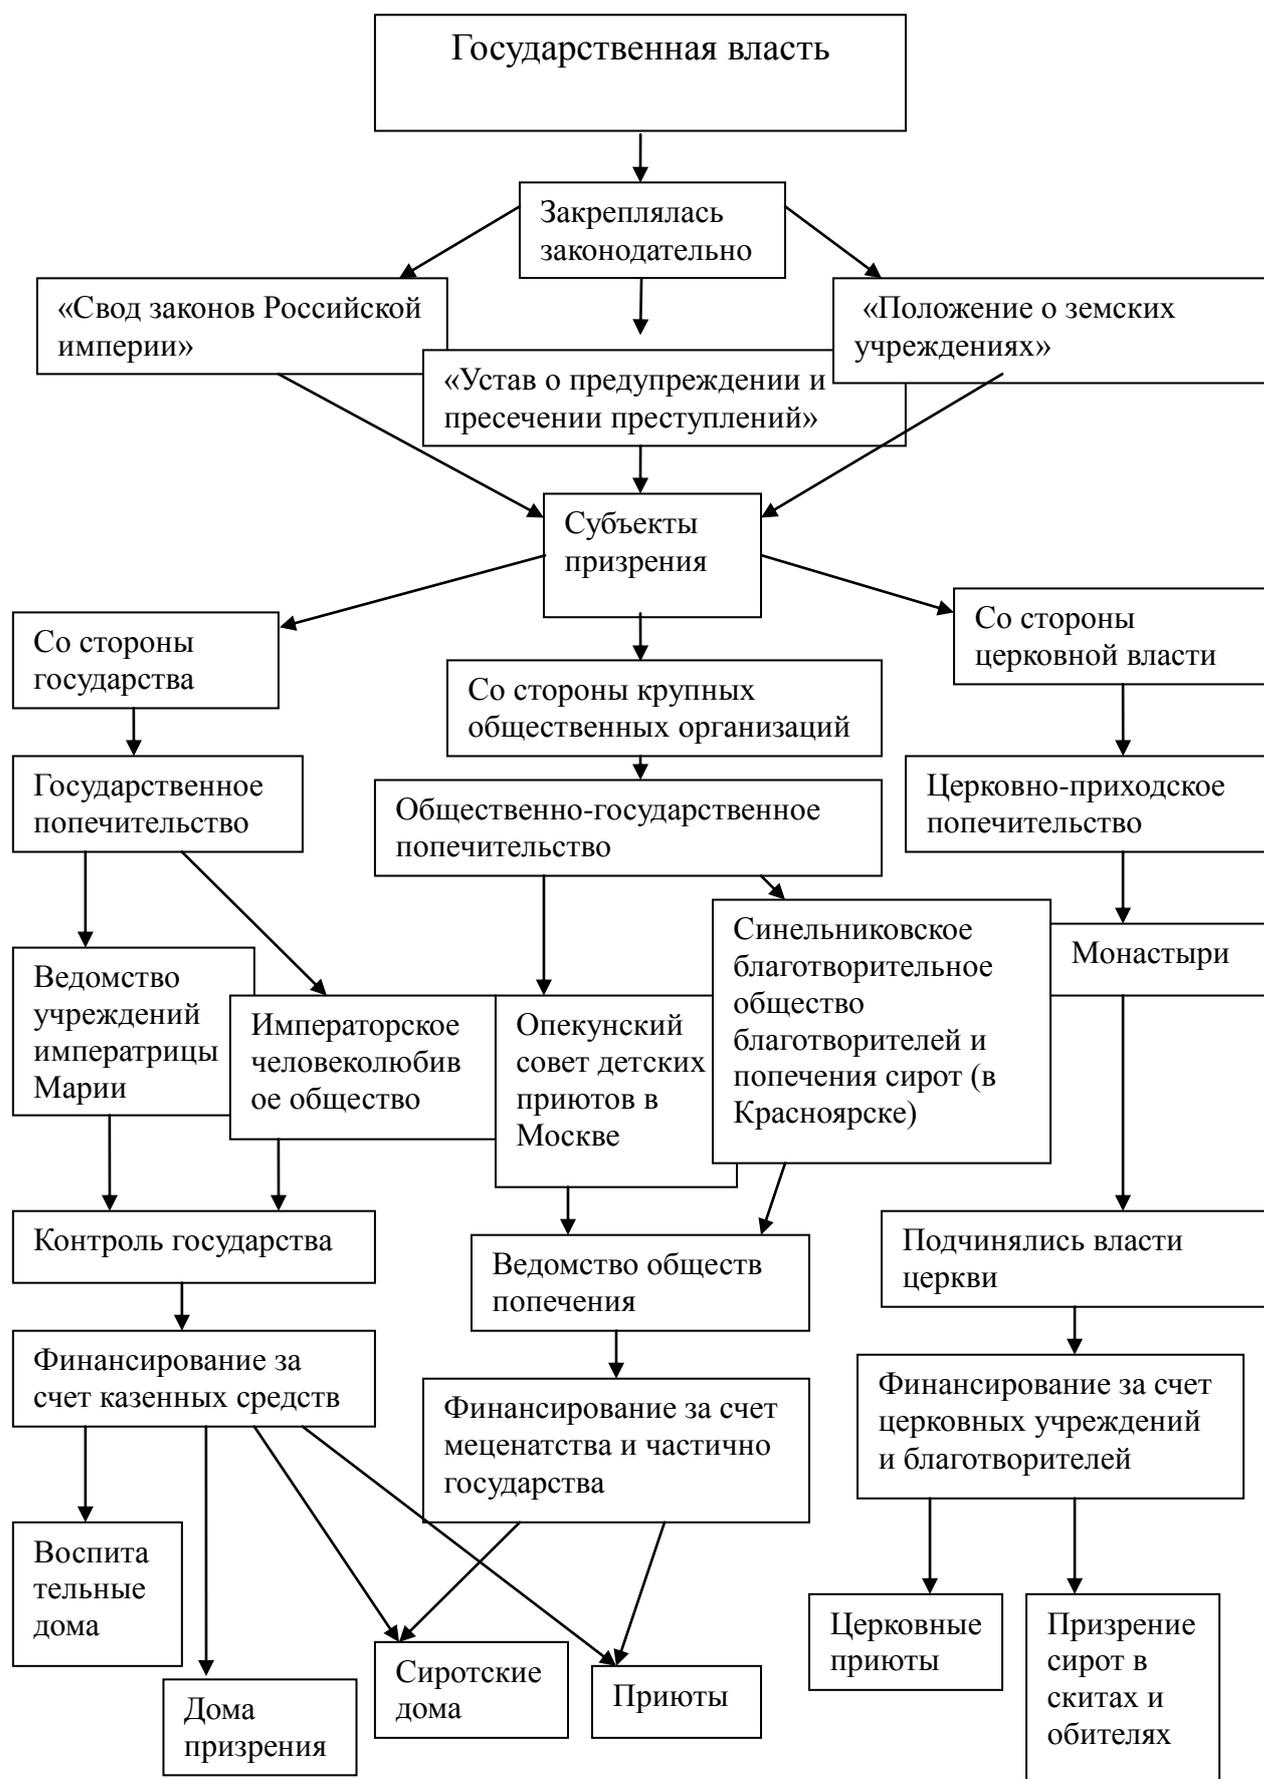 Государственная власть
Закреплялась
законодательно
«Свод законов Российской
империи»
«Устав о предупреждении и
пресечении преступлений»
«Положение о земских
учреждениях»
Субъекты
призрения
Со стороны
государства
Со стороны крупных
общественных организаций
Со стороны
церковной власти
Государственное
попечительство
Общественно-государственное
попечительство
Церковно-приходское
попечительство
Ведомство
учреждений
императрицы
Марии
Императорское
человеколюбив
ое общество
Опекунский
совет детских
приютов в
Москве
Синельниковское
благотворительное
общество
благотворителей и
попечения сирот (в
Красноярске)
Монастыри
Контроль государства
Ведомство обществ
попечения
Подчинялись власти
церкви
Финансирование за
счет казенных средств
Финансирование за счет
меценатства и частично
государства
Финансирование за счет
церковных учреждений
и благотворителей
Воспита
тельные
дома
Дома
призрения
Сиротские
дома
Приюты
Церковные
приюты
Призрение
сирот в
скитах и
обителях